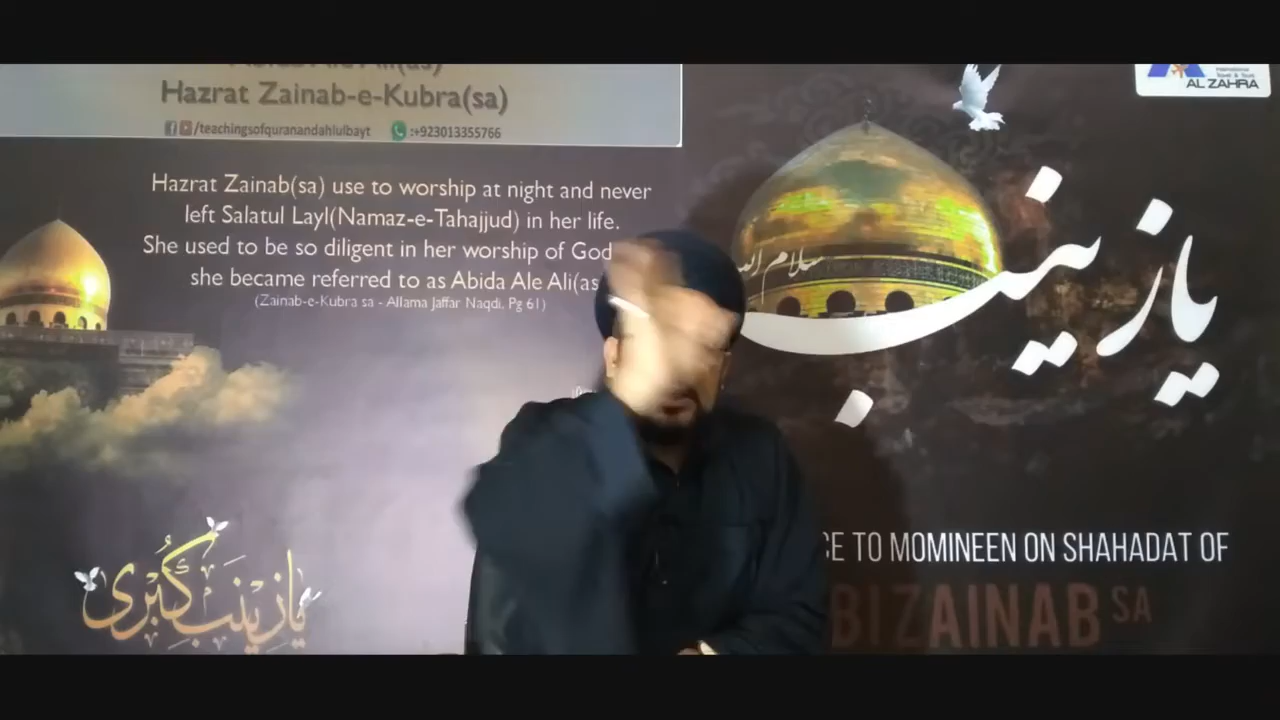 Hazrat Zainab-e-Kubra(sa)
/teachingsofquranandahlulbayt :+923013355766
Hazrat Zainab(sa) use to worship at night and never
left Salatul Layl(Namaz-e-Tahajjud) in her life.
She used to be so diligent in her worship of God
she became referred to as Abida Ale Ali(as
(Zainab-e-Kubra sa - Allama Jaffar Naqdi. Pg 61)
یا زینب کبری
AL ZAHRA
یا زینب
سلام
TO MOMINEEN ON SHAHADAT OF
ZAINAB SA